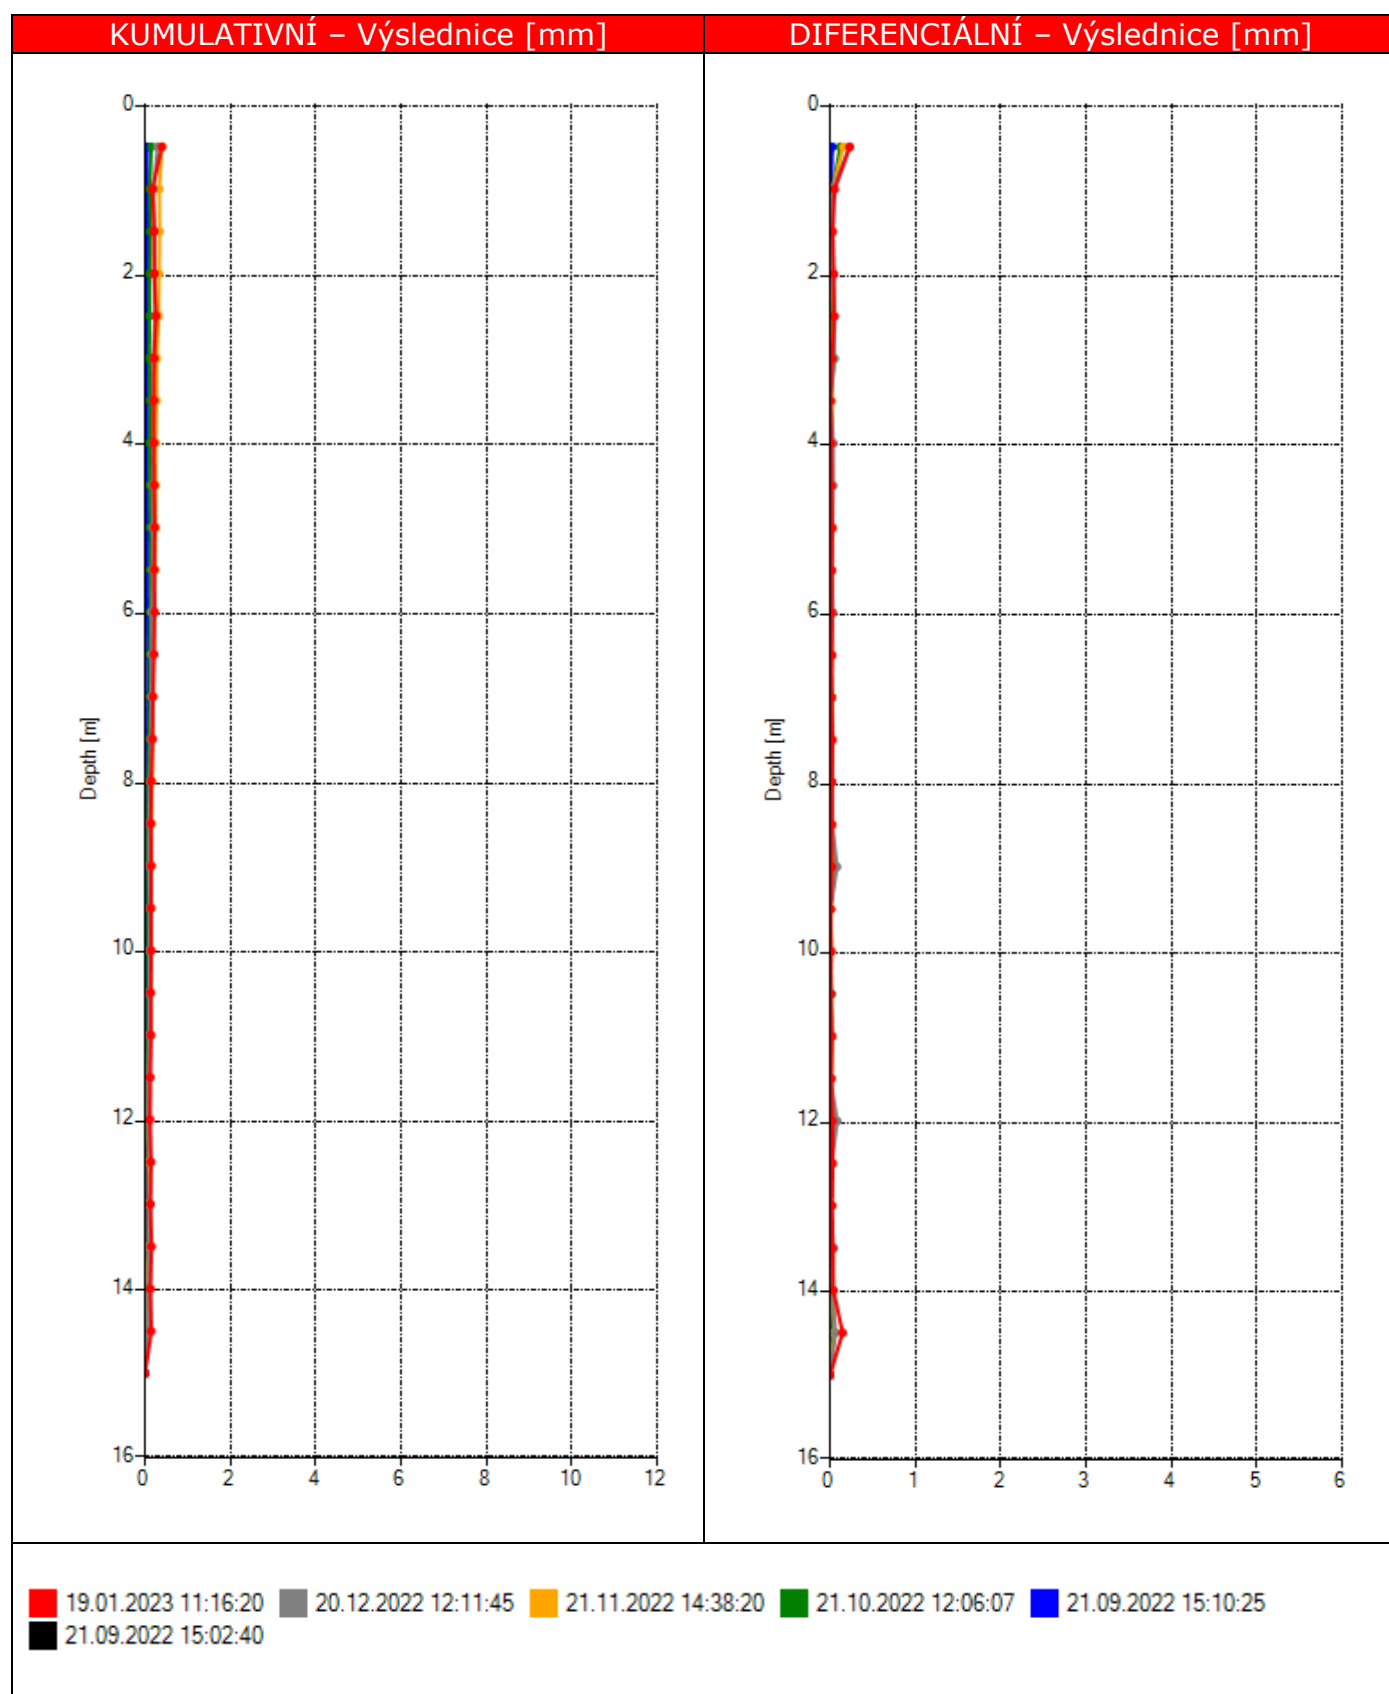 KUMULATIVNÍ – Výslednice [mm]
DIFERENCIÁLNÍ – Výslednice [mm]
0
2
4
6
8
10
12
14
16
Depth [m]
0 2 4 6 8 10 12
0
2
4
6
8
10
12
14
16
Depth [m]
0 1 2 3 4 5 6
19.01.2023 11:16:20 20.12.2022 12:11:45 21.11.2022 14:38:20 21.10.2022 12:06:07 21.09.2022 15:10:25
21.09.2022 15:02:40